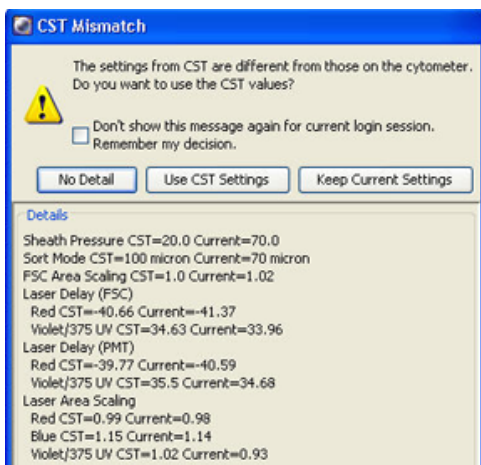 CST Mismatch
The settings from CST are different from those on the cytometer.
Do you want to use the CST values?
Don't show this message again for current login session.
Remember my decision.
No Detail Use CST Settings Keep Current Settings
Details
Sheath Pressure CST=20.0 Current=70.0
Sort Mode CST=100 micron Current=70 micron
FSC Area Scaling CST=1.0 Current=1.02
Laser Delay (FSC)
Red CST=-40.66 Current=-41.37
Violet/375 UV CST=34.63 Current=33.96
Laser Delay (PMT)
Red CST=-39.77 Current=-40.59
Violet/375 UV CST=35.5 Current=34.68
Laser Area Scaling
Red CST=0.99 Current=0.98
Blue CST=1.15 Current=1.14
Violet/375 UV CST=1.02 Current=0.93